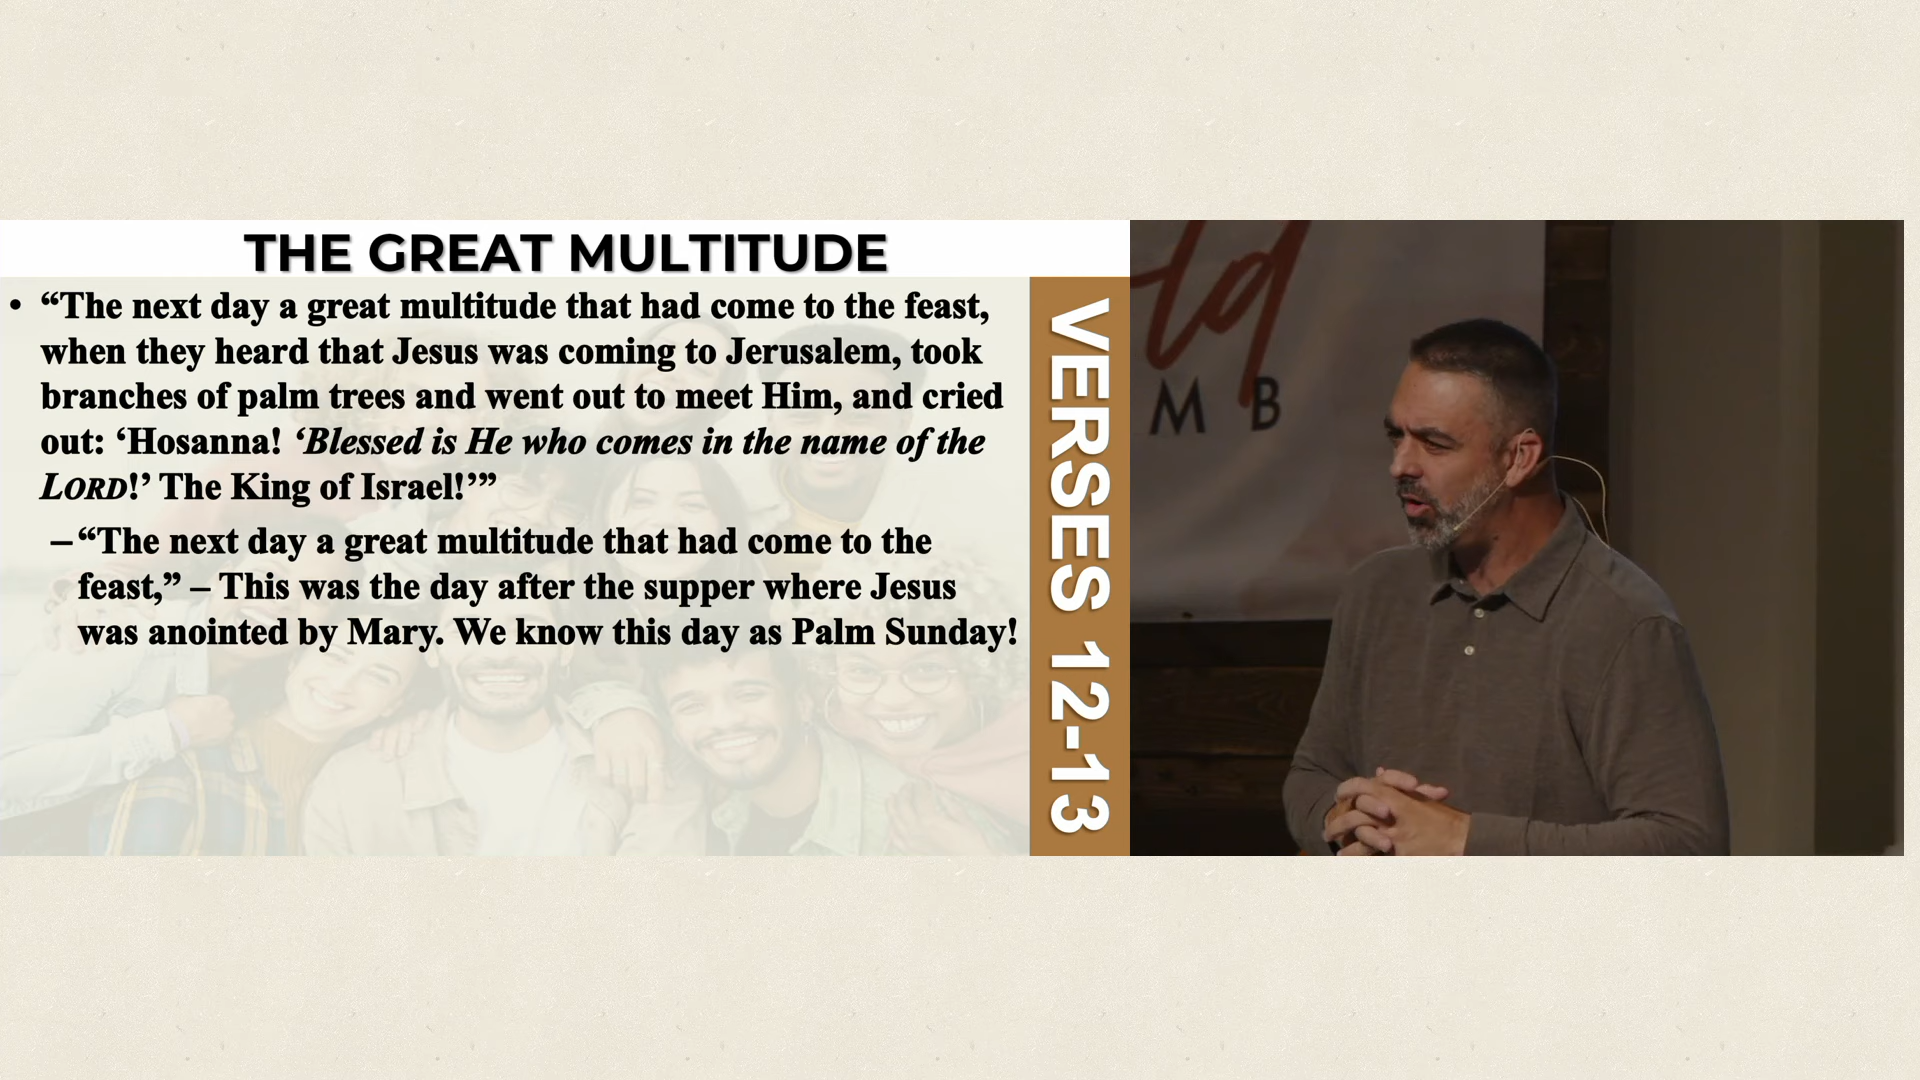 THE GREAT MULTITUDE
• “The next day a great multitude that had come to the feast,
when they heard that Jesus was coming to Jerusalem, took
branches of palm trees and went out to meet Him, and cried
out: ‘Hosanna! ‘Blessed is He who comes in the name of the
LORD!’ The King of Israel!’”
– “The next day a great multitude that had come to the
feast,” – This was the day after the supper where Jesus
was anointed by Mary. We know this day as Palm Sunday!
VERSES 12-13
ld
M B